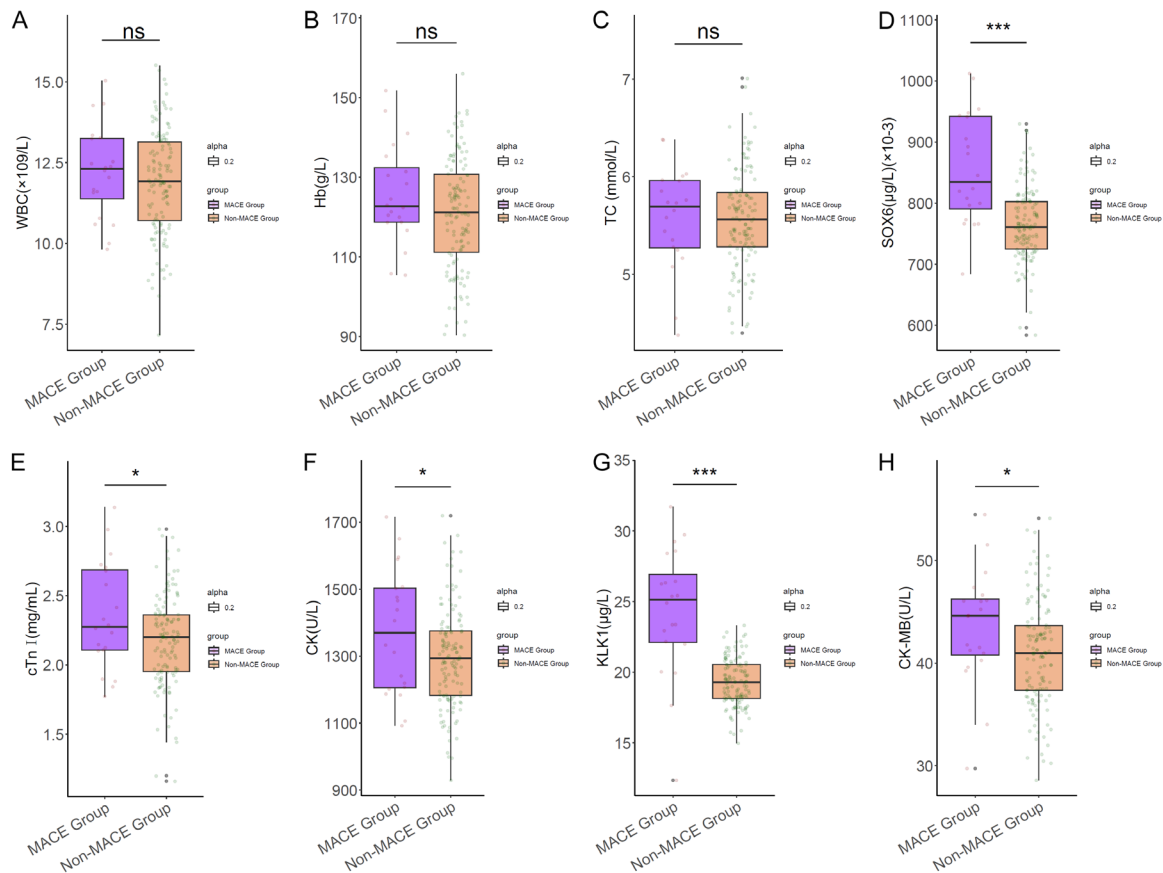 A
ns
WBC(×109/L)
15.0
12.5
10.0
7.5
MACE Group
Non-MACE Group
alpha
0.2
group
MACE Group
Non-MACE Group
B
ns
Hb(g/L)
170
150
130
110
90
MACE Group
Non-MACE Group
alpha
0.2
group
MACE Group
Non-MACE Group
C
ns
TC (mmol/L)
7
6
5
MACE Group
Non-MACE Group
alpha
0.2
group
MACE Group
Non-MACE Group
D
***
SOX6(μg/L)(×10-3)
1000
900
800
700
600
MACE Group
Non-MACE Group
alpha
0.2
group
MACE Group
Non-MACE Group
E
*
cTn I(mg/mL)
3.0
2.5
2.0
1.5
MACE Group
Non-MACE Group
alpha
0.2
group
MACE Group
Non-MACE Group
F
*
CK(U/L)
1700
1500
1300
1100
900
MACE Group
Non-MACE Group
alpha
0.2
group
MACE Group
Non-MACE Group
G
***
KLK1(μg/L)
35
30
25
20
15
MACE Group
Non-MACE Group
alpha
0.2
group
MACE Group
Non-MACE Group
H
*
CK-MB(U/L)
50
40
30
MACE Group
Non-MACE Group
alpha
0.2
group
MACE Group
Non-MACE Group